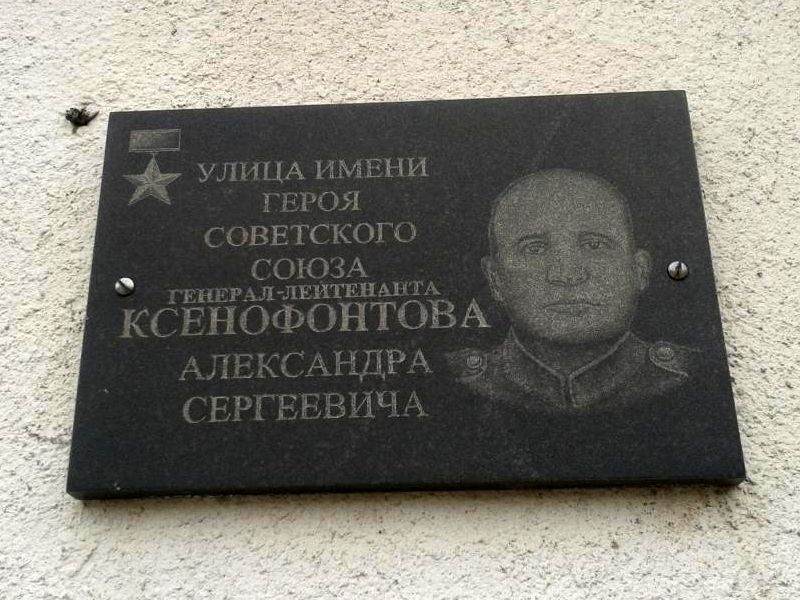 УЛИЦА ИМЕНИ
ГЕРОЯ
СОВЕТСКОГО
СОЮЗА
ГЕНЕРАЛ-ЛЕЙТЕНАНТА
КСЕНОФОНТОВА
АЛЕКСАНДРА
СЕРГЕЕВИЧА